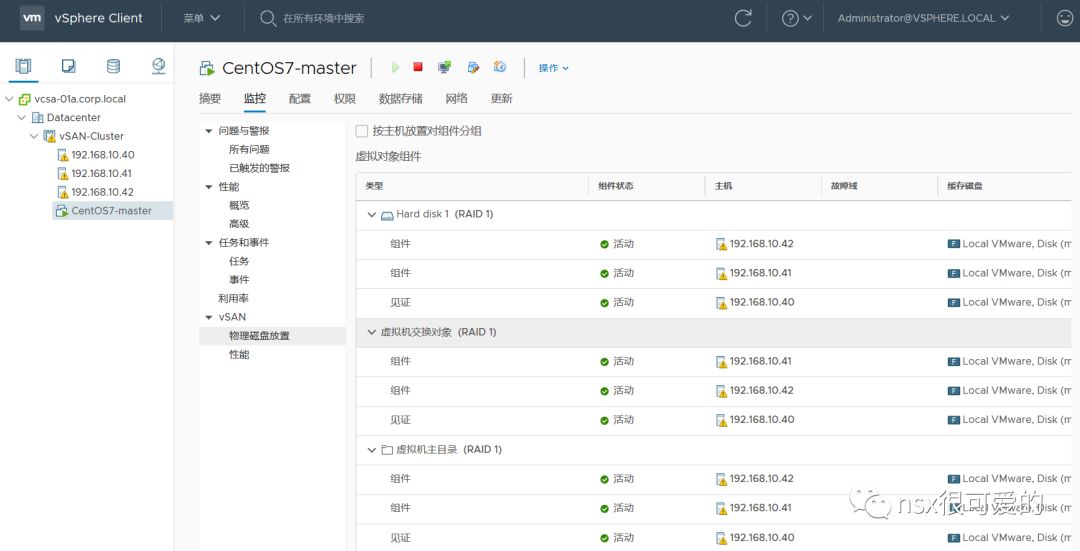 vm vSphere Client 菜单 在所有环境中搜索 Administrator@VSPHERE.LOCAL
CentOS7-master 操作
摘要 监控 配置 权限 数据存储 网络 更新
vcsa-01a.corp.local
Datacenter
vSAN-Cluster
192.168.10.40
192.168.10.41
192.168.10.42
CentOS7-master
问题与警报
所有问题
已触发的警报
性能
概览
高级
任务和事件
任务
事件
利用率
vSAN
物理磁盘放置
性能
按主机放置对组件分组
虚拟对象组件
类型 组件状态 主机 故障域 缓存磁盘
Hard disk 1 (RAID 1)
组件 活动 192.168.10.42 F Local VMware, Disk (m
组件 活动 192.168.10.41 F Local VMware, Disk (m
见证 活动 192.168.10.40 F Local VMware, Disk (m
虚拟机交换对象 (RAID 1)
组件 活动 192.168.10.41 F Local VMware, Disk (m
组件 活动 192.168.10.42 F Local VMware, Disk (m
见证 活动 192.168.10.40 F Local VMware, Disk (m
虚拟机主目录 (RAID 1)
组件 活动 192.168.10.42 F Local VMware, Disk (m
组件 活动 192.168.10.41 F Local VMware, Disk (m
见证 活动 192.168.10.40 F Local VMware, Disk (m
nsx很可爱的